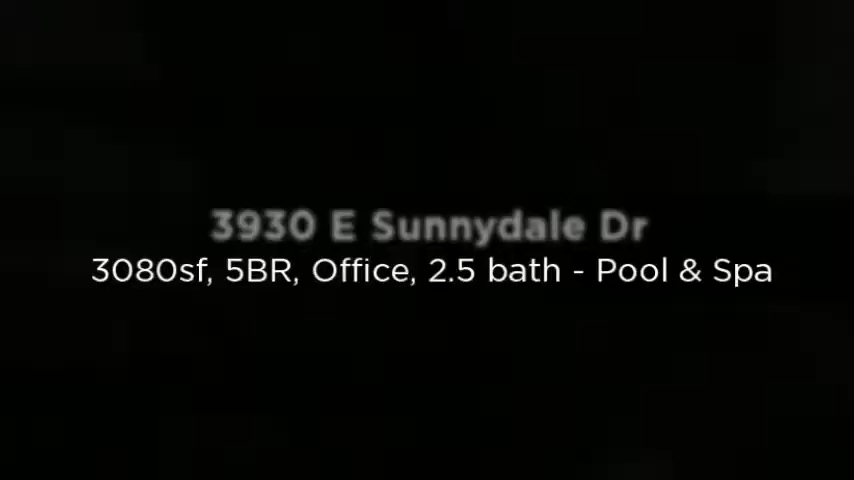 3930 E Sunnydale Dr
3080sf, 5BR, Office, 2.5 bath - Pool & Spa